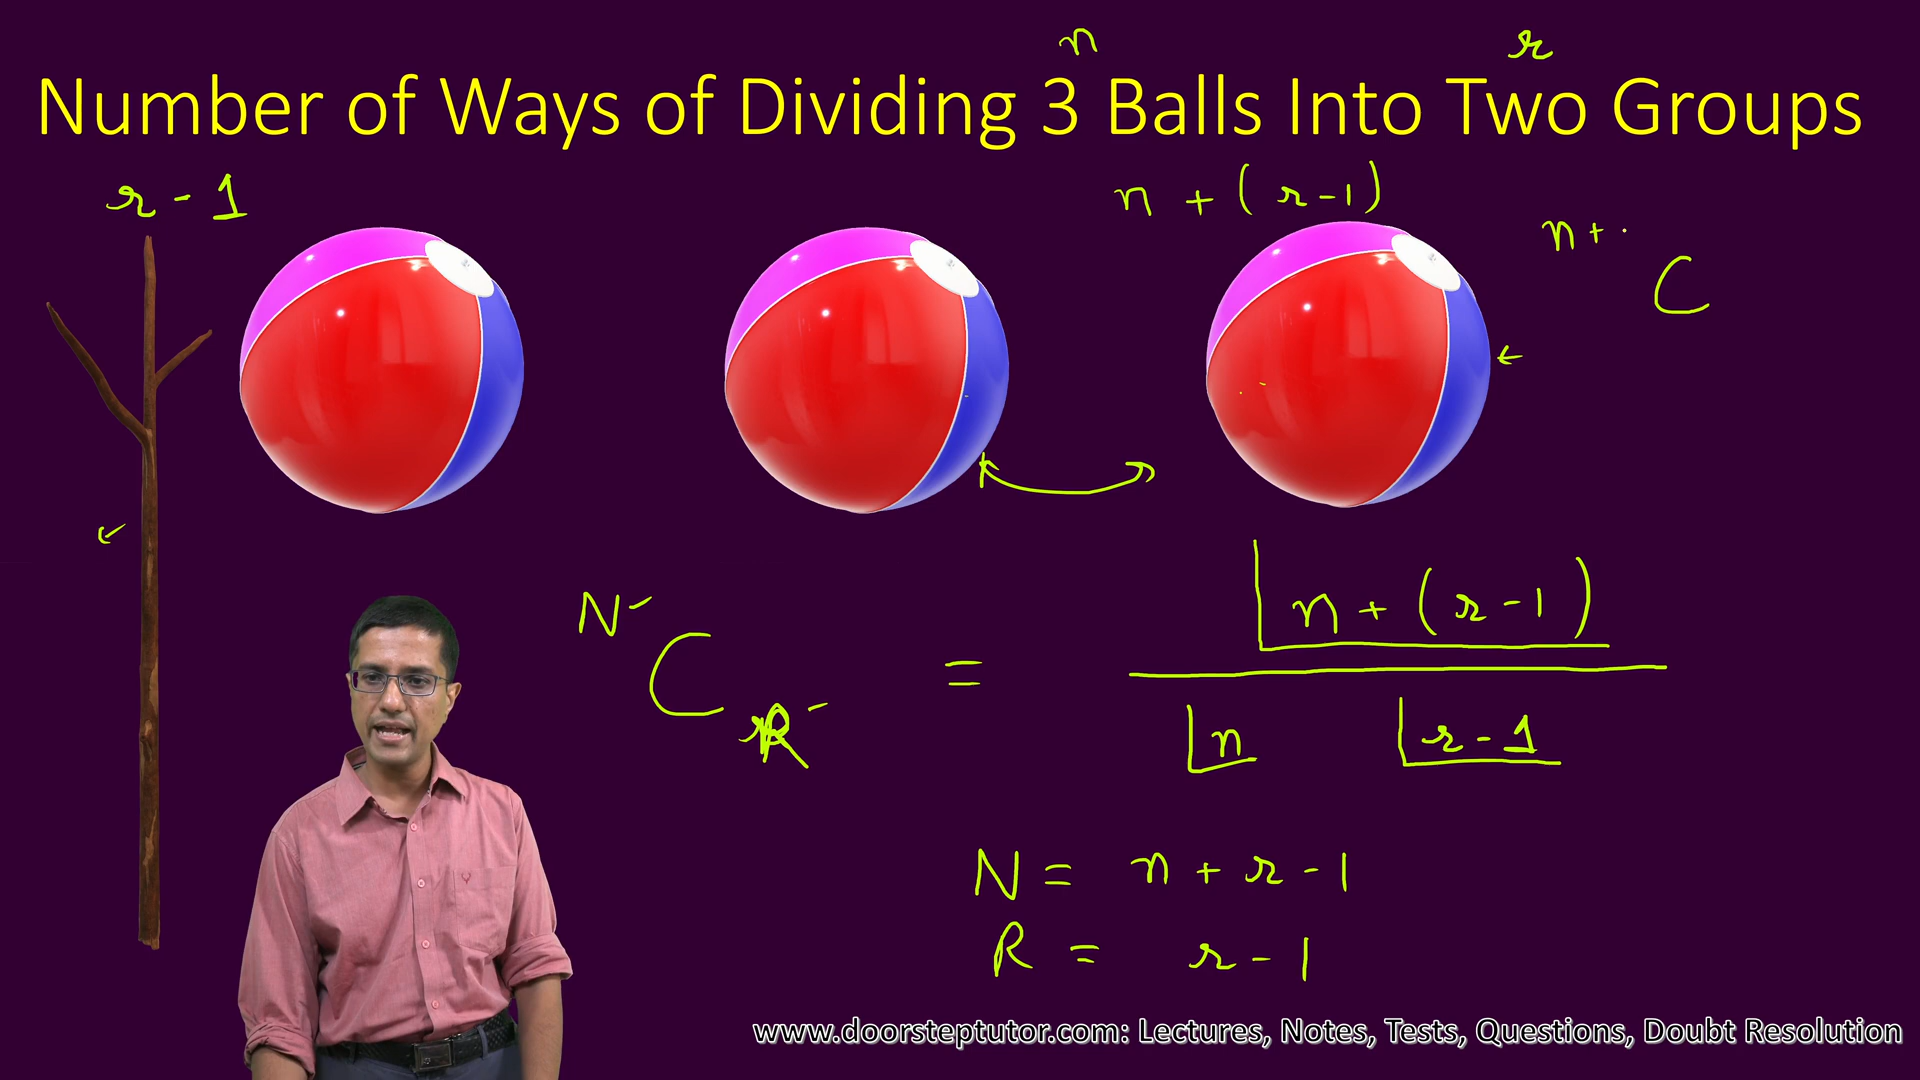 n r
Number of Ways of Dividing 3 Balls Into Two Groups
r - 1
n + ( r - 1 )
n + ·
C
N C R = |n + ( r - 1 ) / |n |r - 1
N = n + r - 1
R = r - 1
www.doorsteptutor.com: Lectures, Notes, Tests, Questions, Doubt Resolution